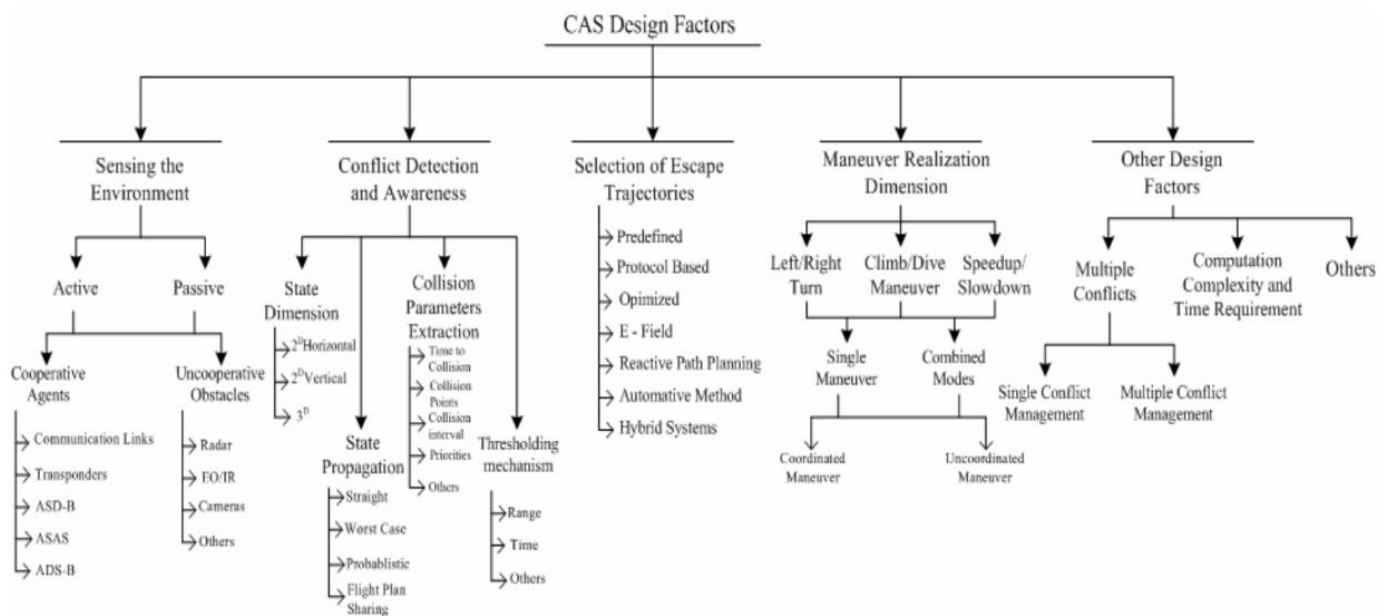 CAS Design Factors
Sensing the
Environment
Active
Passive
Cooperative
Agents
Communication Links
Transponders
ASD-B
ASAS
ADS-B
Uncooperative
Obstacles
Radar
EO/IR
Cameras
Others
Conflict Detection
and Awareness
State
Dimension
2ᴰHorizontal
2ᴰVertical
3ᴰ
State
Propagation
Straight
Worst Case
Probablistic
Flight Plan
Sharing
Collision
Parameters
Extraction
Time to
Collision
Collision
Points
Collision
interval
Priorities
Others
Thresholding
mechanism
Range
Time
Others
Selection of Escape
Trajectories
Predefined
Protocol Based
Opimized
E - Field
Reactive Path Planning
Automative Method
Hybrid Systems
Maneuver Realization
Dimension
Left/Right
Turn
Climb/Dive
Maneuver
Speedup/
Slowdown
Single
Maneuver
Combined
Modes
Coordinated
Maneuver
Uncoordinated
Maneuver
Other Design
Factors
Multiple
Conflicts
Computation
Complexity and
Time Requirement
Others
Single Conflict
Management
Multiple Conflict
Management